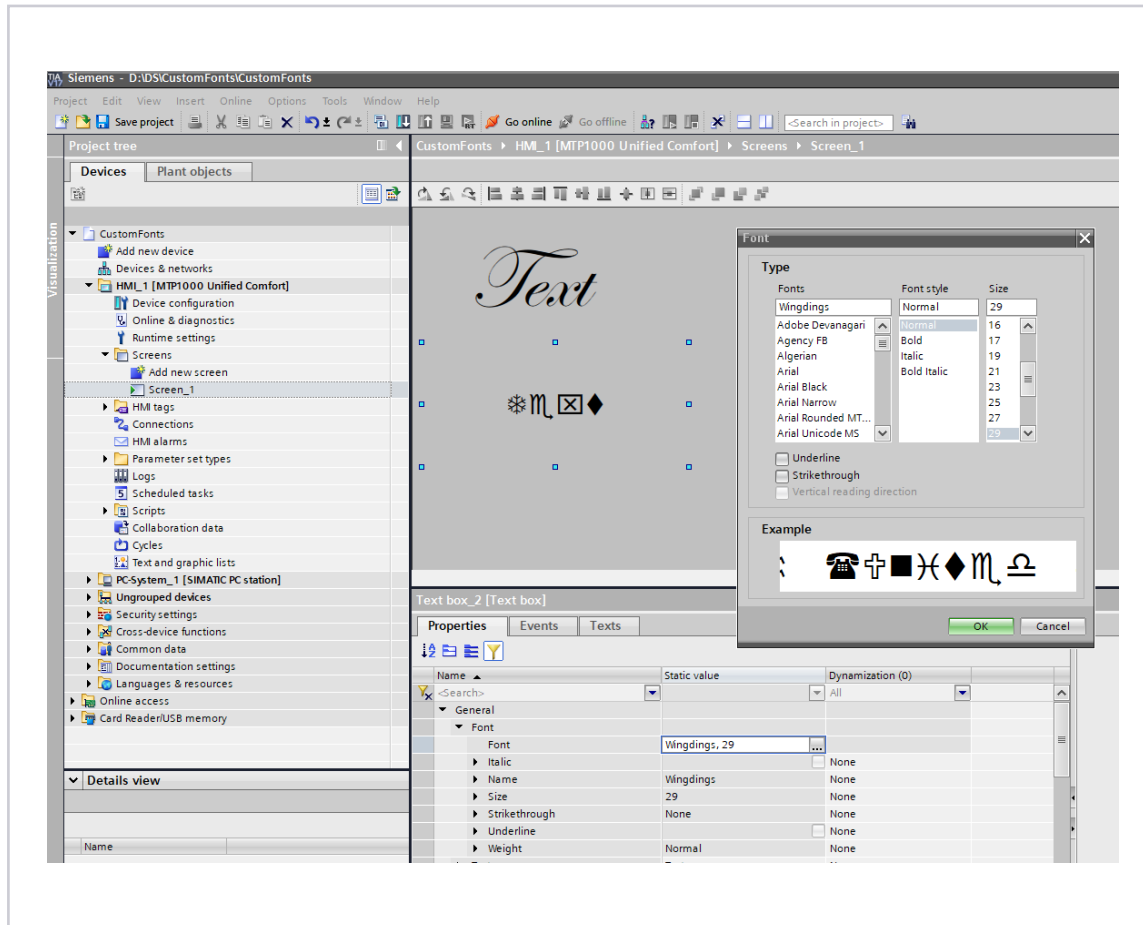 Siemens - D:\DS\CustomFonts\CustomFonts
Project Edit View Insert Online Options Tools Window Help
Save project Go online Go offline <Search in project>
Project tree
CustomFonts HMI_1 [MTP1000 Unified Comfort] Screens Screen_1
Devices Plant objects
Visualization
CustomFonts
Add new device
Devices & networks
HMI_1 [MTP1000 Unified Comfort]
Device configuration
Online & diagnostics
Runtime settings
Screens
Add new screen
Screen_1
HMI tags
Connections
HMI alarms
Parameter set types
Logs
Scheduled tasks
Scripts
Collaboration data
Cycles
Text and graphic lists
PC-System_1 [SIMATIC PC station]
Ungrouped devices
Security settings
Cross-device functions
Common data
Documentation settings
Languages & resources
Online access
Card Reader/USB memory
Details view
Name
Text
❄♏⌧⬧
Font
Type
Fonts Font style Size
Wingdings Normal 29
Adobe Devanagari Normal 16
Agency FB Bold 17
Algerian Italic 19
Arial Bold Italic 21
Arial Black 23
Arial Narrow 25
Arial Rounded MT... 27
Arial Unicode MS 29
Underline
Strikethrough
Vertical reading direction
Example
☎✞■♓⬧♏♎
OK Cancel
Text box_2 [Text box]
Properties Events Texts
Name Static value Dynamization (0)
<Search> All
General
Font
Font Wingdings, 29 ...
Italic None
Name Wingdings None
Size 29 None
Strikethrough None None
Underline None
Weight Normal None